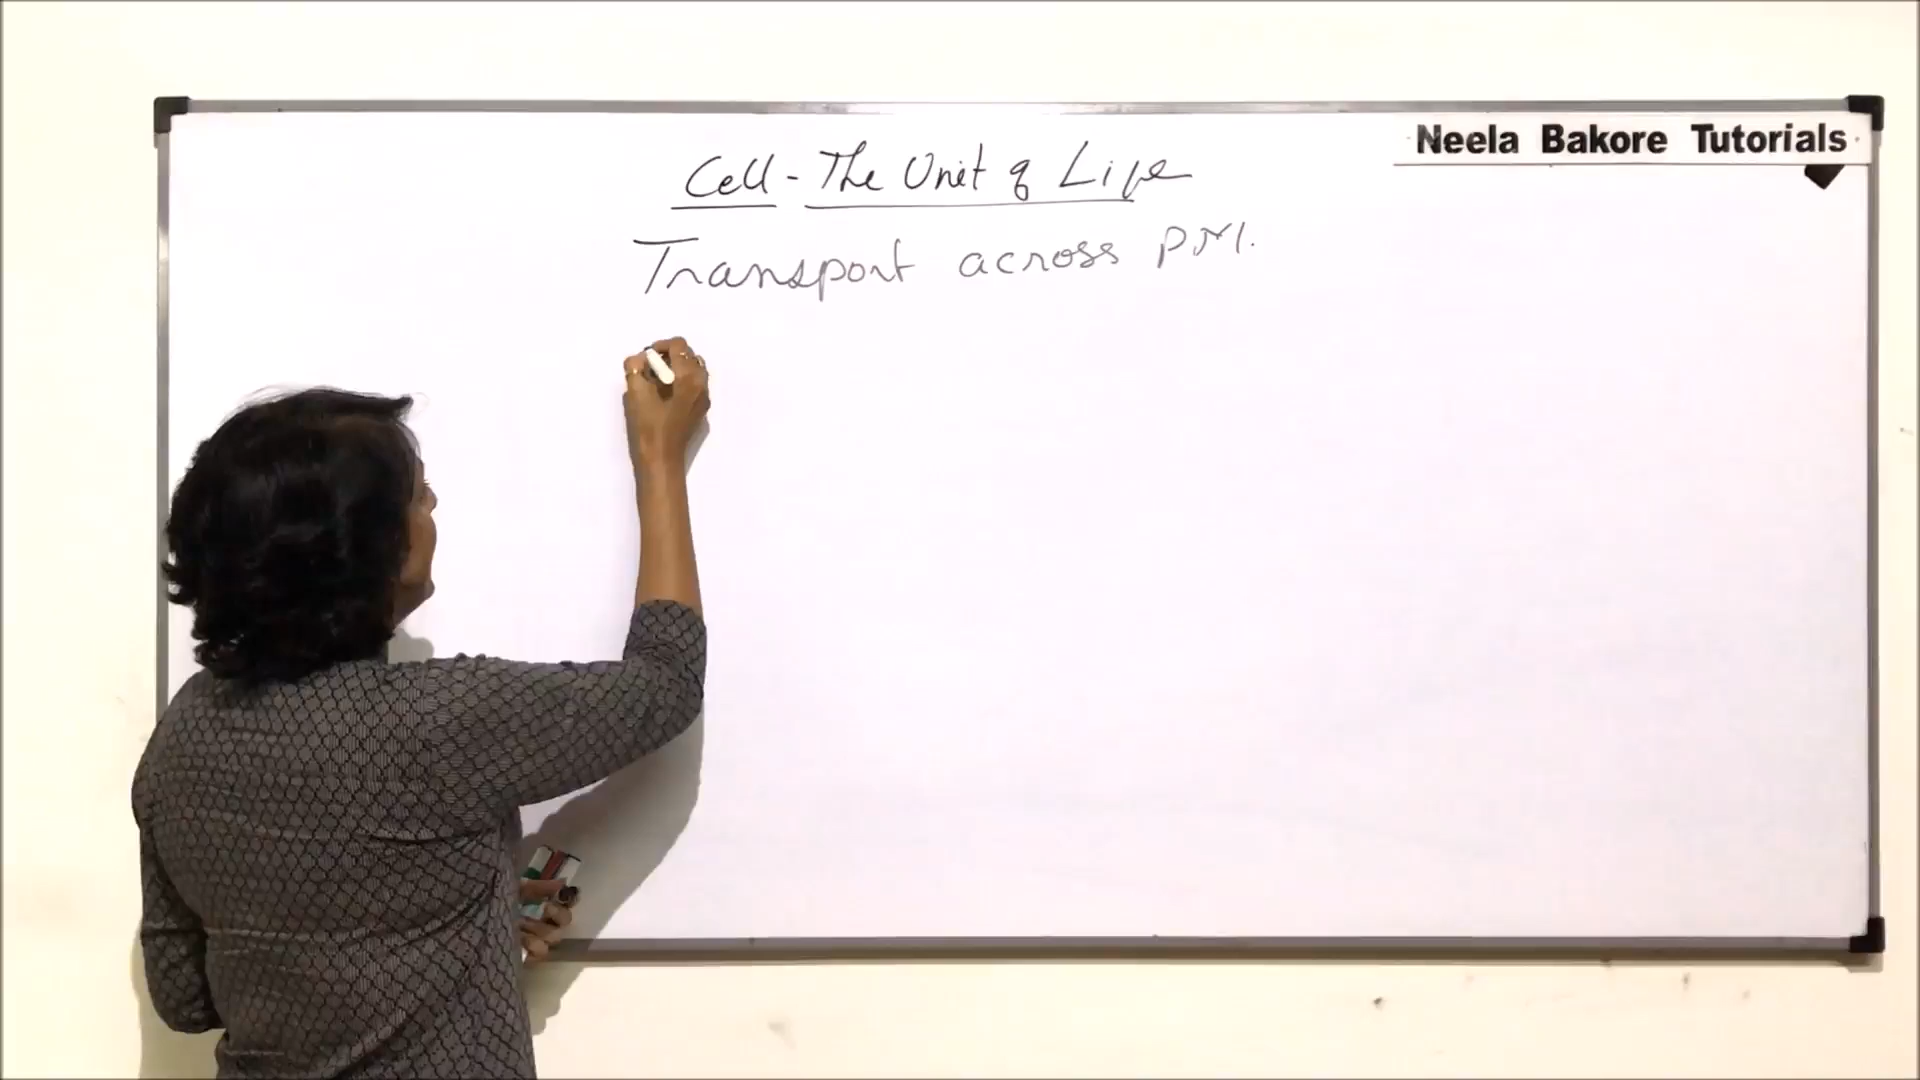 Neela Bakore Tutorials
Cell - The Unit of Life
Transport across P.M.